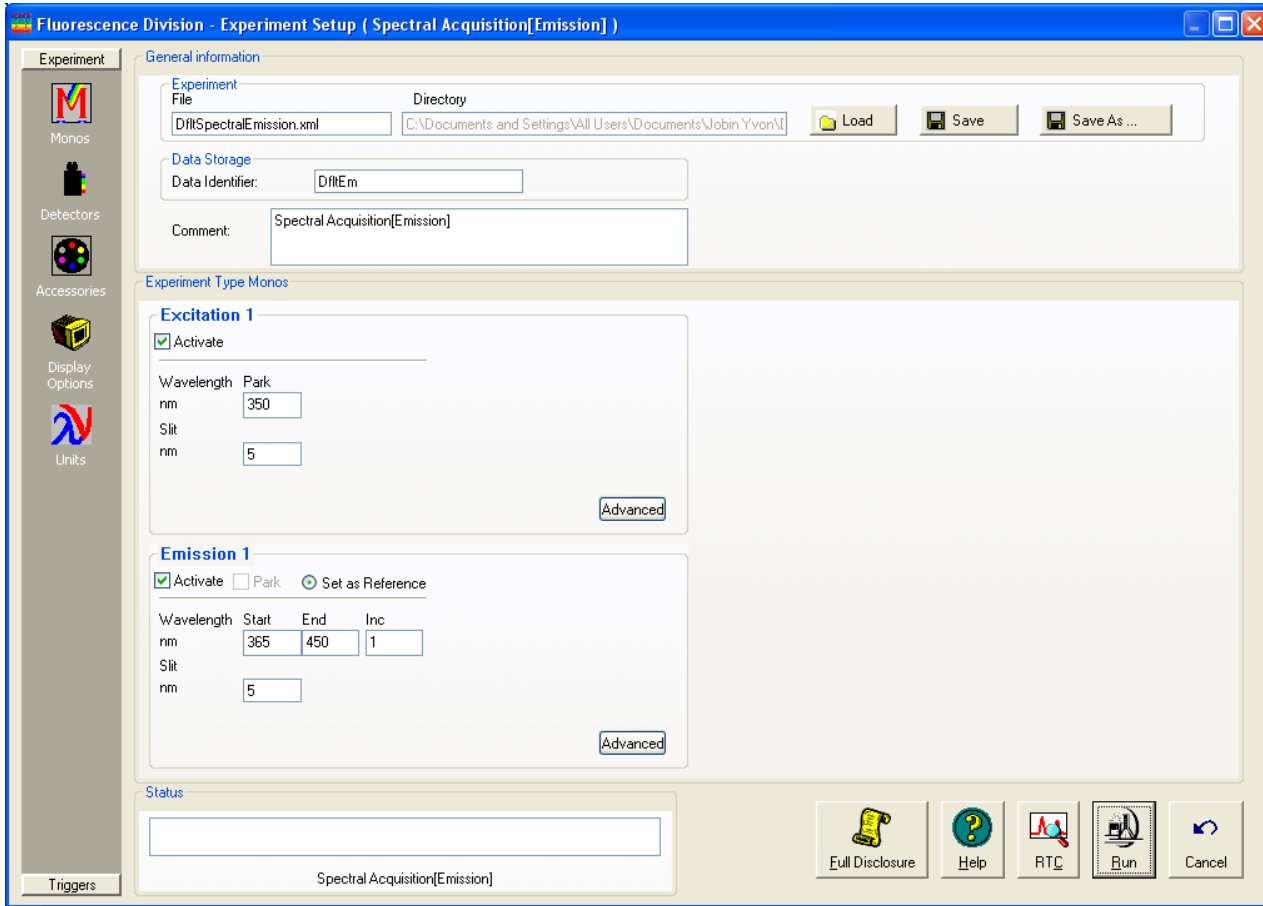 Fluorescence Division - Experiment Setup ( Spectral Acquisition[Emission] )
Experiment
Monos
Detectors
Accessories
Display
Options
Units
Triggers
General information
Experiment
File Directory
DfltSpectralEmission.xml C:\Documents and Settings\All Users\Documents\Jobin Yvon\ Load Save Save As ...
Data Storage
Data Identifier: DfltEm
Comment: Spectral Acquisition[Emission]
Experiment Type Monos
Excitation 1
Activate
Wavelength Park
nm 350
Slit
nm 5
Advanced
Emission 1
Activate Park Set as Reference
Wavelength Start End Inc
nm 365 450 1
Slit
nm 5
Advanced
Status
Spectral Acquisition[Emission]
Full Disclosure Help RTC Run Cancel